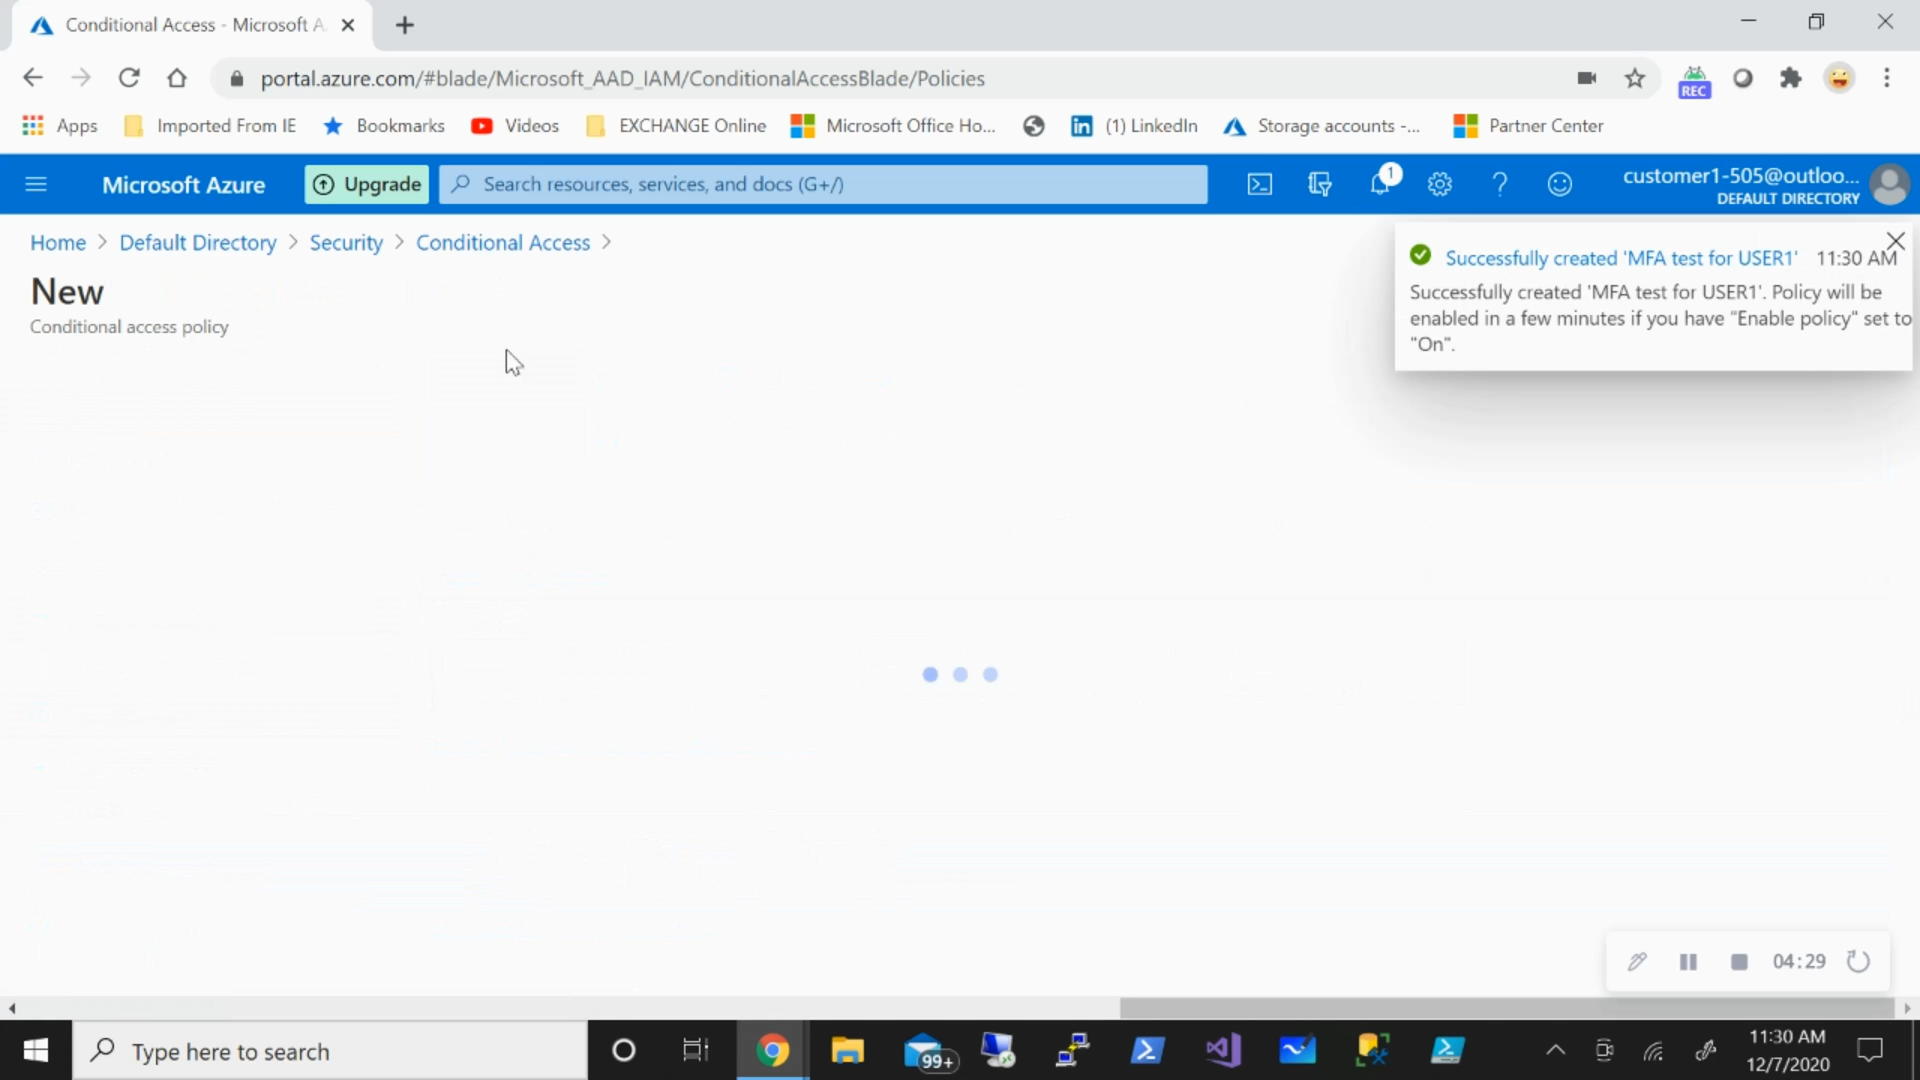 Conditional Access - Microsoft A
portal.azure.com/#blade/Microsoft_AAD_IAM/ConditionalAccessBlade/Policies
REC
Apps
Imported From IE
Bookmarks
Videos
EXCHANGE Online
Microsoft Office Ho...
(1) LinkedIn
Storage accounts -...
Partner Center
Microsoft Azure
Upgrade
Search resources, services, and docs (G+/)
1
customer1-505@outloo...
DEFAULT DIRECTORY
Home > Default Directory > Security > Conditional Access >
New
Conditional access policy
Successfully created 'MFA test for USER1' 11:30 AM
Successfully created 'MFA test for USER1'. Policy will be
enabled in a few minutes if you have "Enable policy" set to
"On".
04:29
Type here to search
99+
11:30 AM
12/7/2020